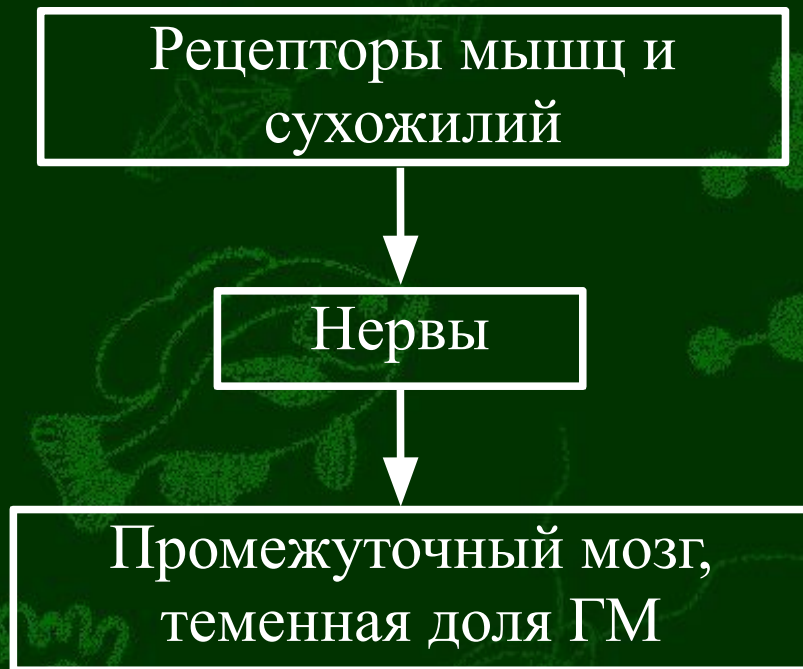 Рецепторы мышц и
сухожилий
Нервы
Промежуточный мозг,
теменная доля ГМ